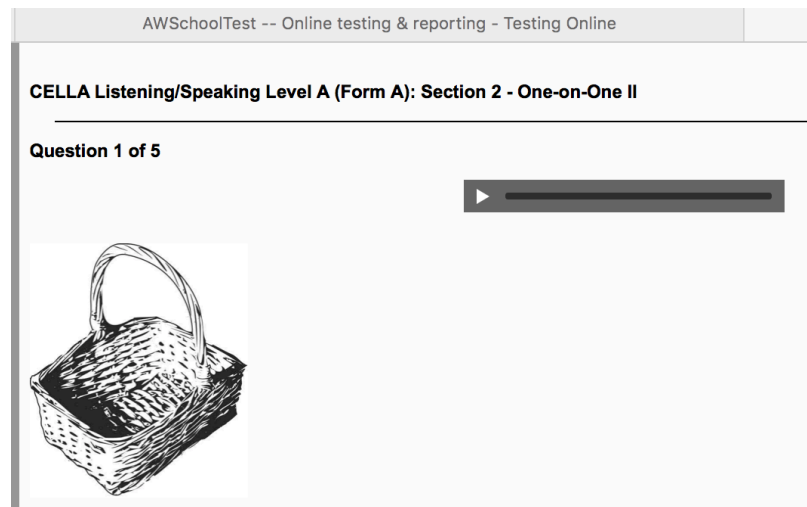 AWSchoolTest -- Online testing & reporting - Testing Online
CELLA Listening/Speaking Level A (Form A): Section 2 - One-on-One II
Question 1 of 5